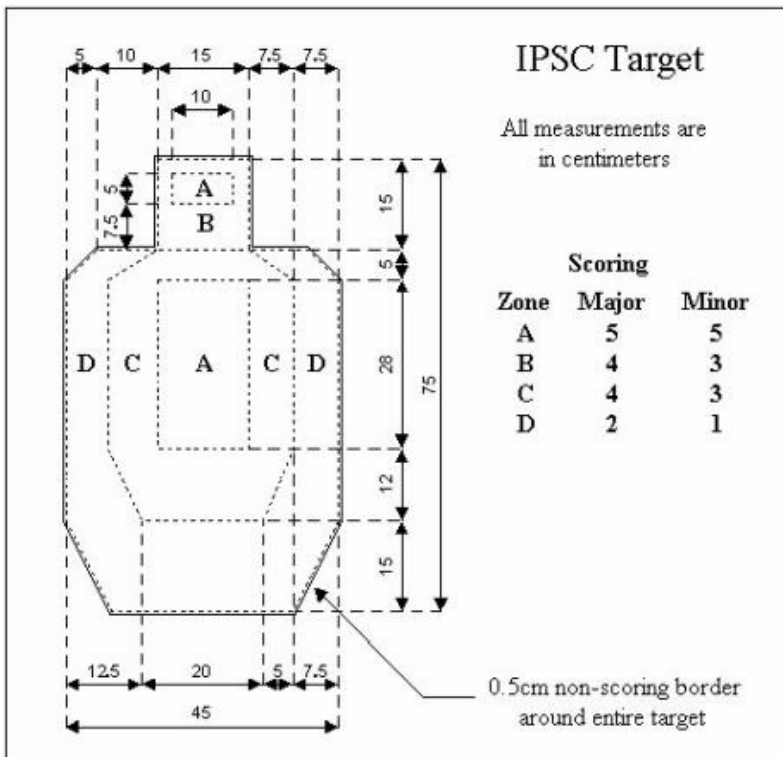 5 10 15 7.5 7.5
IPSC Target
10
All measurements are
in centimeters
A
5
15
B
7.5
5
Scoring
Zone Major Minor
A 5 5
B 4 3
C 4 3
D 2 1
D C A C D
28
75
12
15
12.5 20 5 7.5
0.5cm non-scoring border
around entire target
45